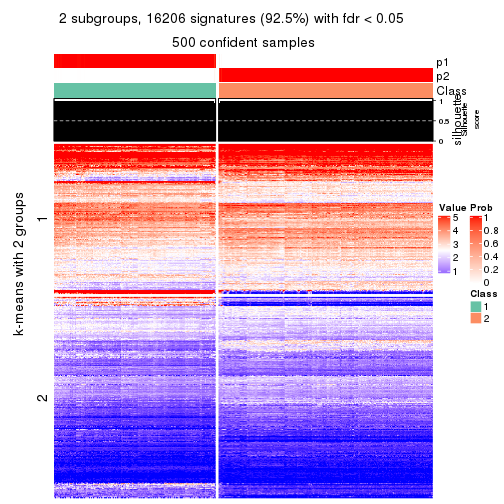 2 subgroups, 16206 signatures (92.5%) with fdr < 0.05
500 confident samples
p1
p2
Class
silhouette
1
0.5
0
Silhouette
score
k-means with 2 groups
1
2
Value
5
4
3
2
1
Prob
1
0.8
0.6
0.4
0.2
0
Class
1
2